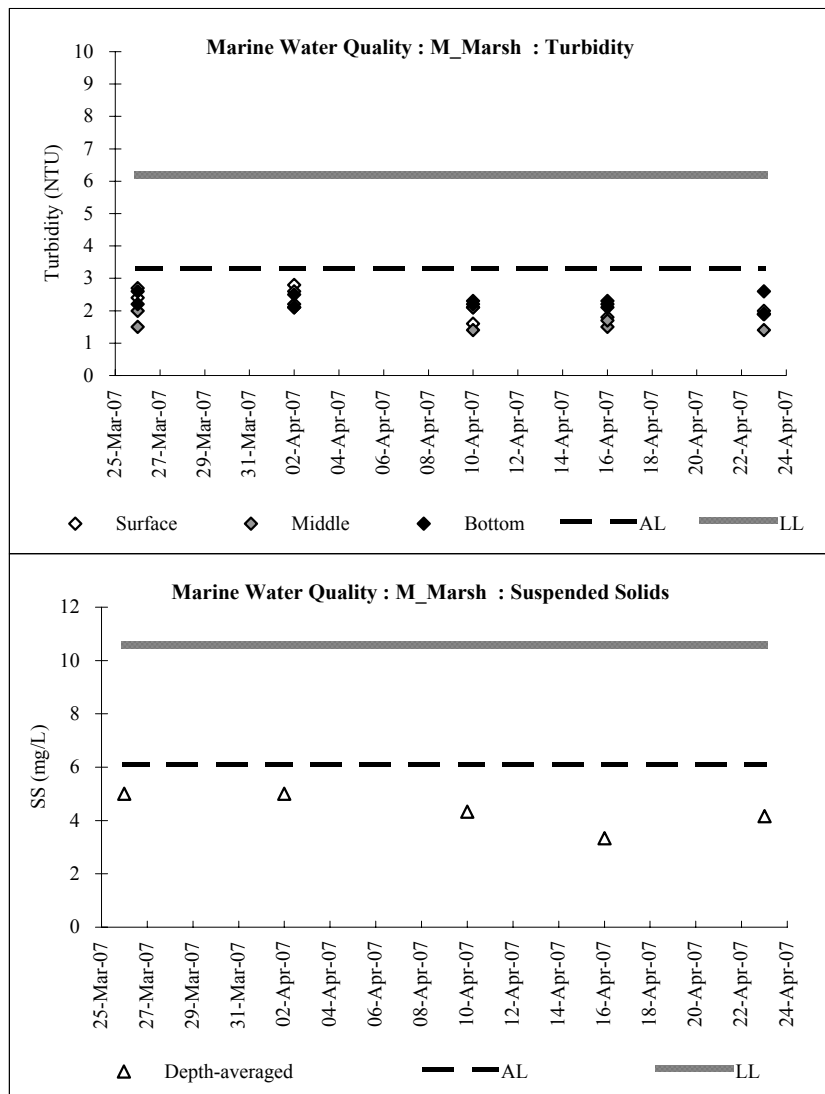 Marine Water Quality : M_Marsh : Turbidity
Turbidity (NTU)
10
9
8
7
6
5
4
3
2
1
0
25-Mar-07
27-Mar-07
29-Mar-07
31-Mar-07
02-Apr-07
04-Apr-07
06-Apr-07
08-Apr-07
10-Apr-07
12-Apr-07
14-Apr-07
16-Apr-07
18-Apr-07
20-Apr-07
22-Apr-07
24-Apr-07
Surface Middle Bottom AL LL
Marine Water Quality : M_Marsh : Suspended Solids
SS (mg/L)
12
10
8
6
4
2
0
25-Mar-07
27-Mar-07
29-Mar-07
31-Mar-07
02-Apr-07
04-Apr-07
06-Apr-07
08-Apr-07
10-Apr-07
12-Apr-07
14-Apr-07
16-Apr-07
18-Apr-07
20-Apr-07
22-Apr-07
24-Apr-07
Depth-averaged AL LL